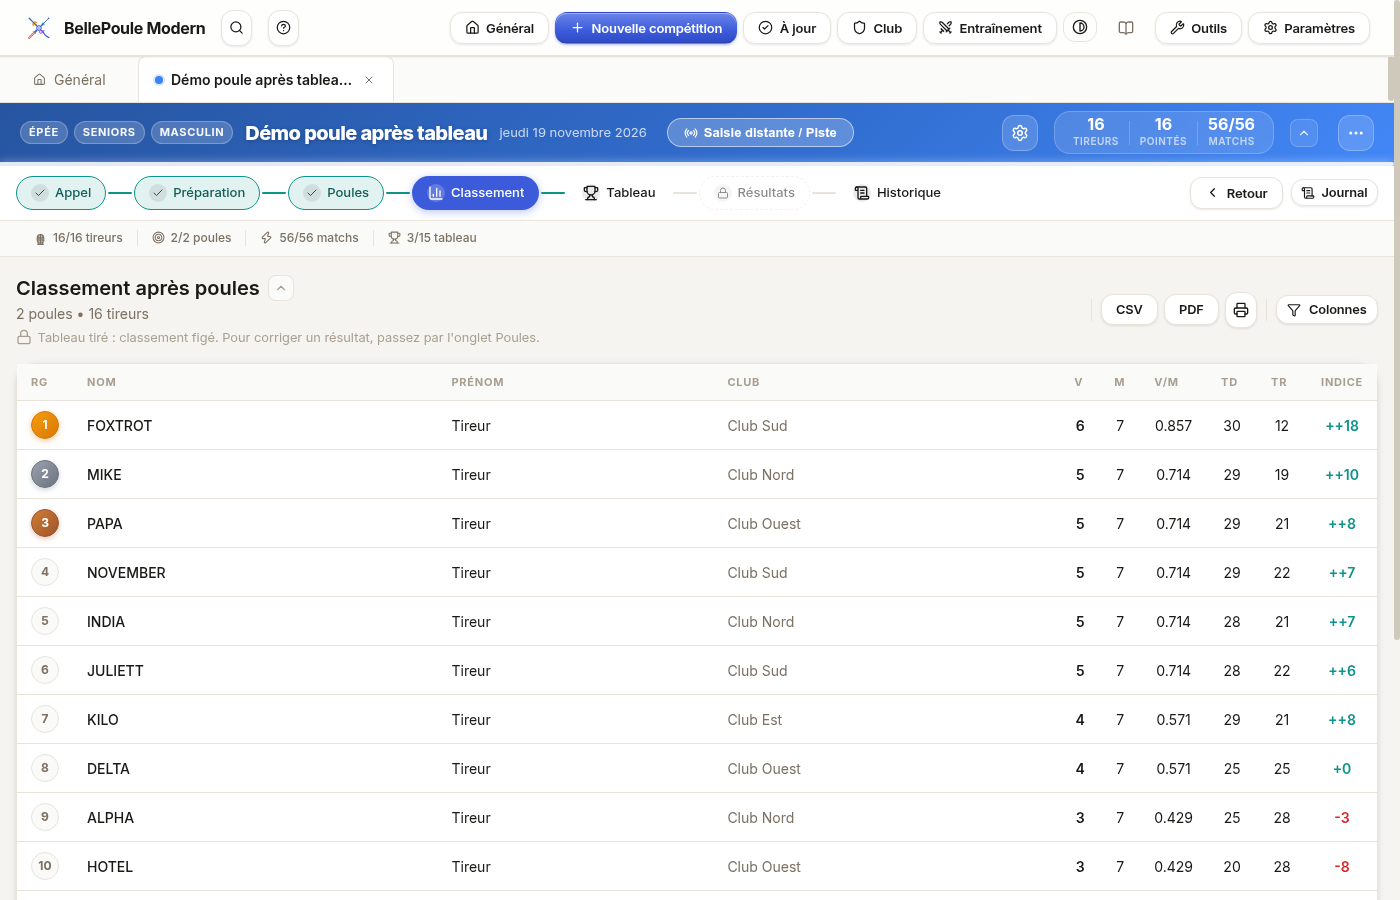 BellePoule Modern
Général
Nouvelle compétition
À jour
Club
Entraînement
Outils
Paramètres
Général
Démo poule après tablea...
ÉPÉE
SENIORS
MASCULIN
Démo poule après tableau
jeudi 19 novembre 2026
Saisie distante / Piste
16
TIREURS
16
POINTÉS
56/56
MATCHS
Appel
Préparation
Poules
Classement
Tableau
Résultats
Historique
Retour
Journal
16/16 tireurs
2/2 poules
56/56 matchs
3/15 tableau
Classement après poules
2 poules • 16 tireurs
Tableau tiré : classement figé. Pour corriger un résultat, passez par l'onglet Poules.
CSV
PDF
Colonnes
RG NOM PRÉNOM CLUB V M V/M TD TR INDICE
1 FOXTROT Tireur Club Sud 6 7 0.857 30 12 ++18
2 MIKE Tireur Club Nord 5 7 0.714 29 19 ++10
3 PAPA Tireur Club Ouest 5 7 0.714 29 21 ++8
4 NOVEMBER Tireur Club Sud 5 7 0.714 29 22 ++7
5 INDIA Tireur Club Nord 5 7 0.714 28 21 ++7
6 JULIETT Tireur Club Sud 5 7 0.714 28 22 ++6
7 KILO Tireur Club Est 4 7 0.571 29 21 ++8
8 DELTA Tireur Club Ouest 4 7 0.571 25 25 +0
9 ALPHA Tireur Club Nord 3 7 0.429 25 28 -3
10 HOTEL Tireur Club Ouest 3 7 0.429 20 28 -8